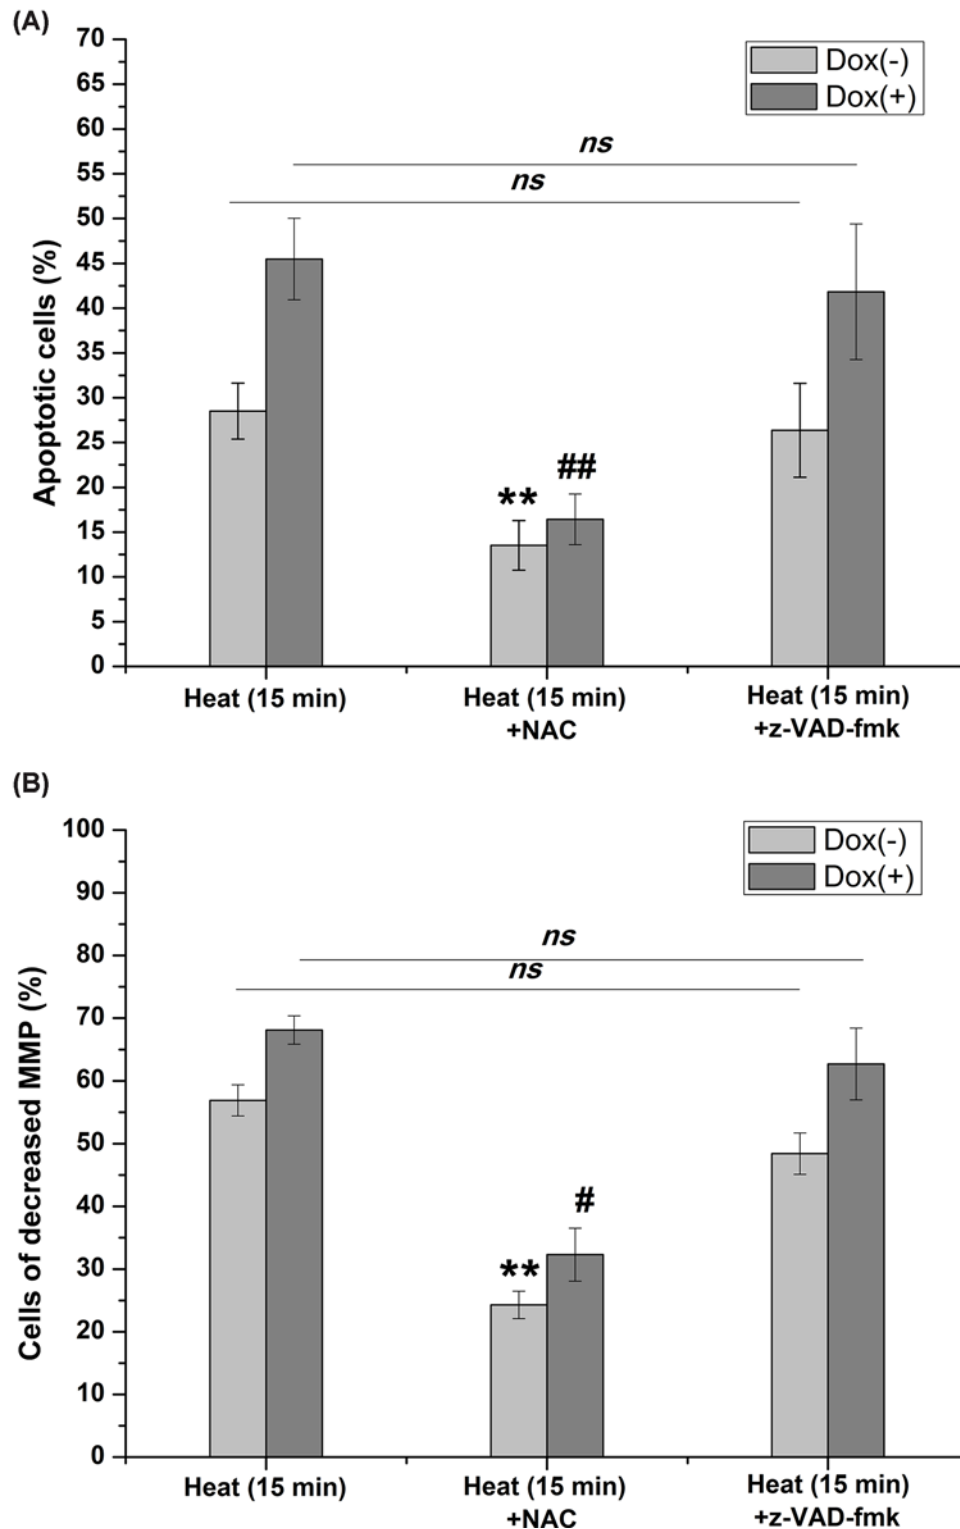 (A)
Apoptotic cells (%)
70
65
60
55
50
45
40
35
30
25
20
15
10
5
0
Dox(-)
Dox(+)
ns
ns
**
##
Heat (15 min)
Heat (15 min)
+NAC
Heat (15 min)
+z-VAD-fmk
(B)
Cells of decreased MMP (%)
100
90
80
70
60
50
40
30
20
10
0
Dox(-)
Dox(+)
ns
ns
**
#
Heat (15 min)
Heat (15 min)
+NAC
Heat (15 min)
+z-VAD-fmk